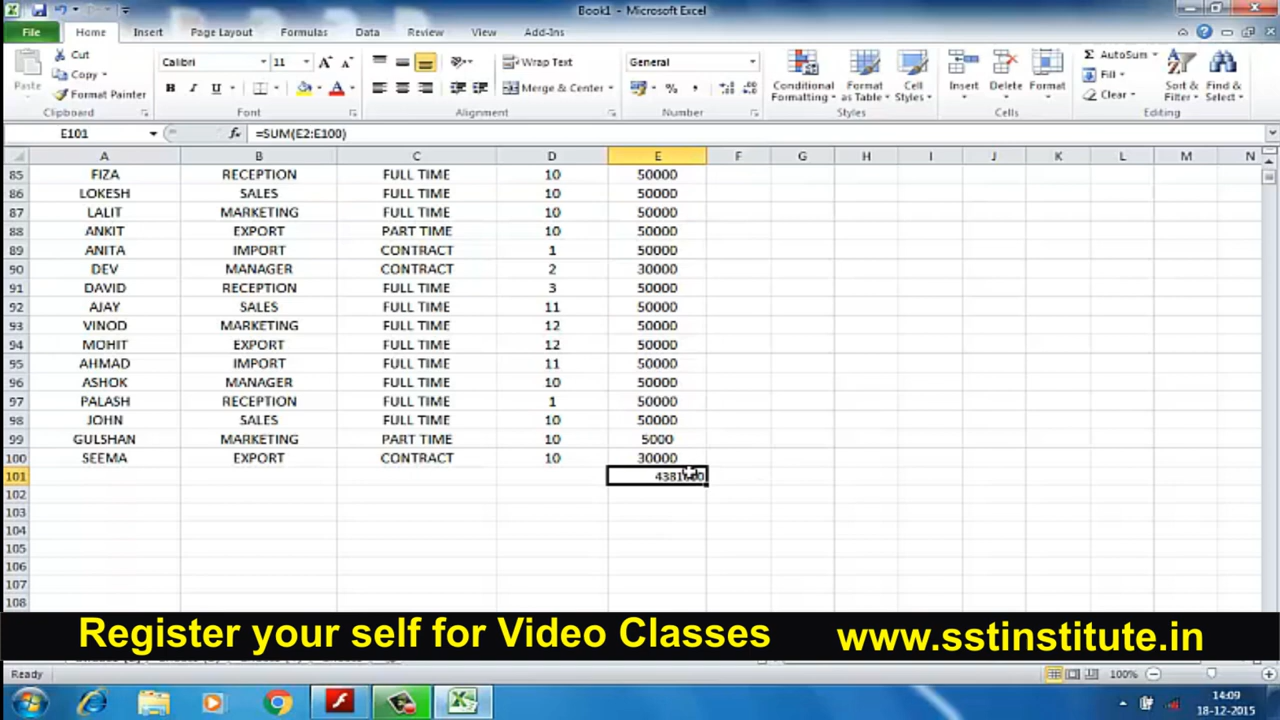 Book1 - Microsoft Excel
File Home Insert Page Layout Formulas Data Review View Add-Ins
Paste
Cut
Copy
Format Painter
Clipboard
Calibri 11
B I U
Font
Wrap Text
Merge & Center
Alignment
General
Number
Conditional Formatting
Format as Table
Cell Styles
Styles
Insert Delete Format
Cells
Σ AutoSum
Fill
Clear
Sort & Filter
Find & Select
Editing
E101 fx =SUM(E2:E100)
A B C D E F G H I J K L M N
85 FIZA RECEPTION FULL TIME 10 50000
86 LOKESH SALES FULL TIME 10 50000
87 LALIT MARKETING FULL TIME 10 50000
88 ANKIT EXPORT PART TIME 10 50000
89 ANITA IMPORT CONTRACT 1 50000
90 DEV MANAGER CONTRACT 2 30000
91 DAVID RECEPTION FULL TIME 3 50000
92 AJAY SALES FULL TIME 11 50000
93 VINOD MARKETING FULL TIME 12 50000
94 MOHIT EXPORT FULL TIME 12 50000
95 AHMAD IMPORT FULL TIME 11 50000
96 ASHOK MANAGER FULL TIME 10 50000
97 PALASH RECEPTION FULL TIME 1 50000
98 JOHN SALES FULL TIME 10 50000
99 GULSHAN MARKETING PART TIME 10 5000
100 SEEMA EXPORT CONTRACT 10 30000
101
102
103
104
105
106
107
108
Register your self for Video Classes www.sstinstitute.in
Ready 100%
14:09
18-12-2015